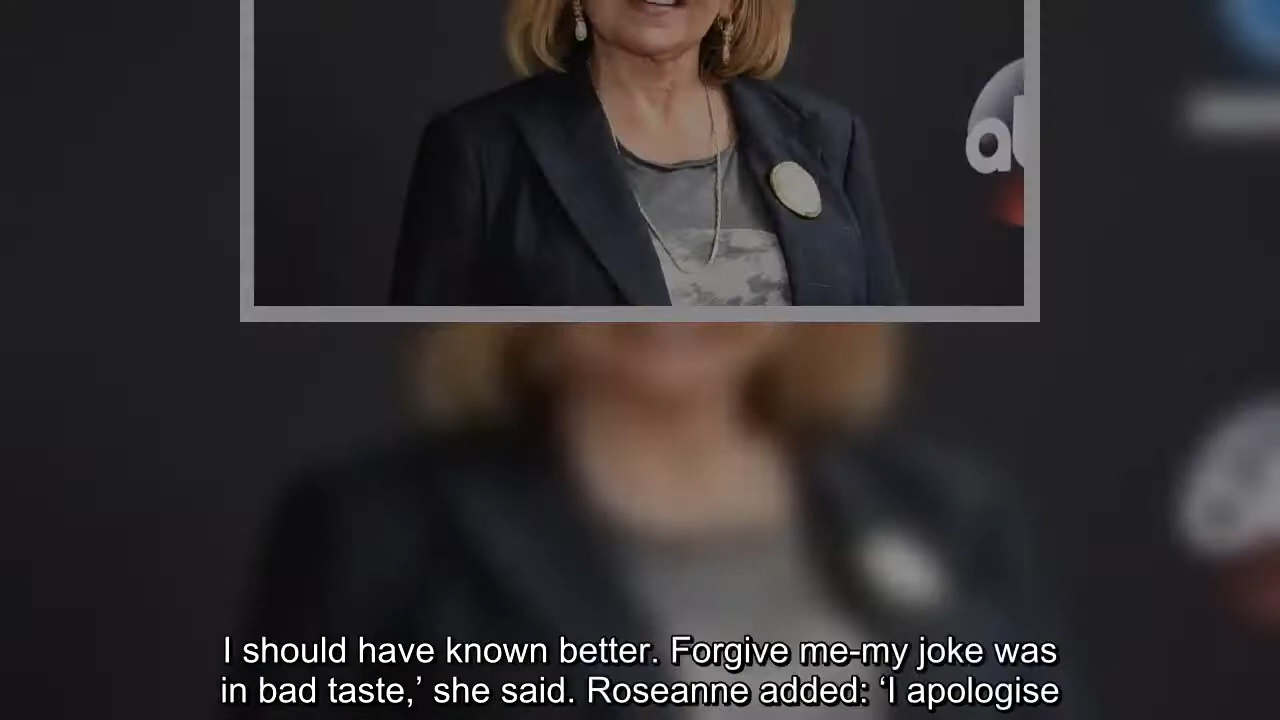 I should have known better. Forgive me-my joke was
in bad taste,’ she said. Roseanne added: ‘I apologise